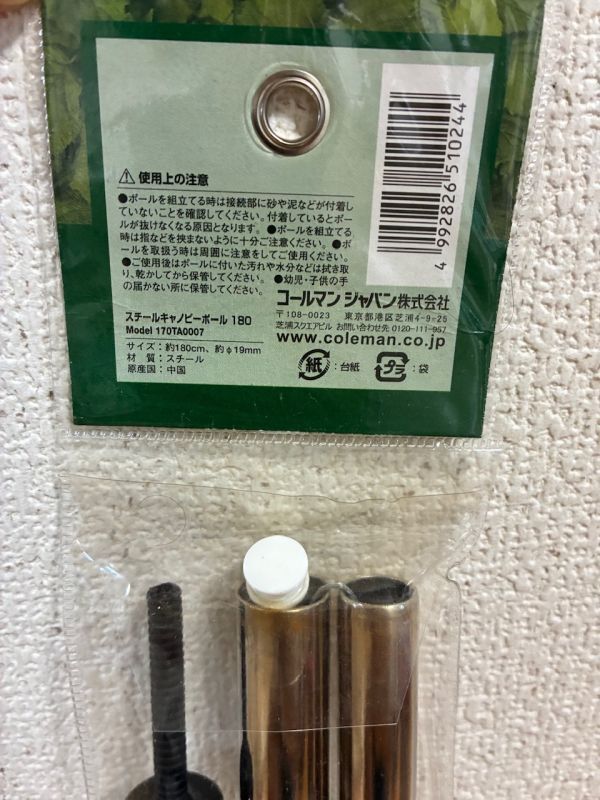 ⚠ 使用上の注意
●ポールを組立てる時は接続部に砂や泥などが付着し
ていないことを確認してください。付着しているとポー
ルが抜けなくなる原因となります。●ポールを組立てる
時は指などを挟まないように十分ご注意ください。●ポ
ールを取扱う時は周囲に注意をしてご使用ください。
●ご使用後はポールに付いた汚れや水分などは拭き取
り、乾かしてから保管してください。●幼児・子供の手
の届かない所に保管してください。
4 992826 510244
コールマン ジャパン株式会社
〒108-0023 東京都港区芝浦4-9-25
芝浦スクエアビル お問い合わせ先 0120-111-957
www.coleman.co.jp
スチールキャノピーポール 180
Model 170TA0007
サイズ：約180cm、約φ19mm
材 質：スチール
原産国：中国
紙：台紙
プラ：袋